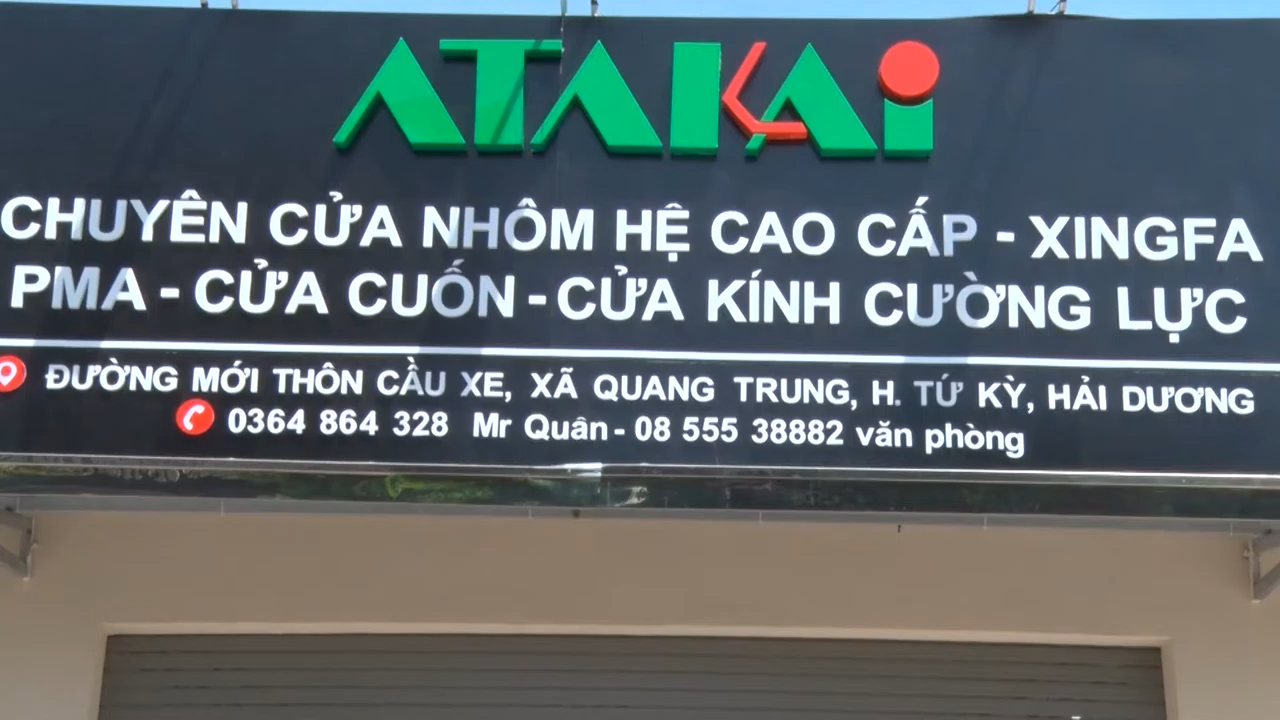 ATAKAi
CHUYÊN CỬA NHÔM HỆ CAO CẤP - XINGFA
PMA - CỬA CUỐN - CỬA KÍNH CƯỜNG LỰC
ĐƯỜNG MỚI THÔN CẦU XE, XÃ QUANG TRUNG, H. TỨ KỲ, HẢI DƯƠNG
0364 864 328 Mr Quân - 08 555 38882 văn phòng